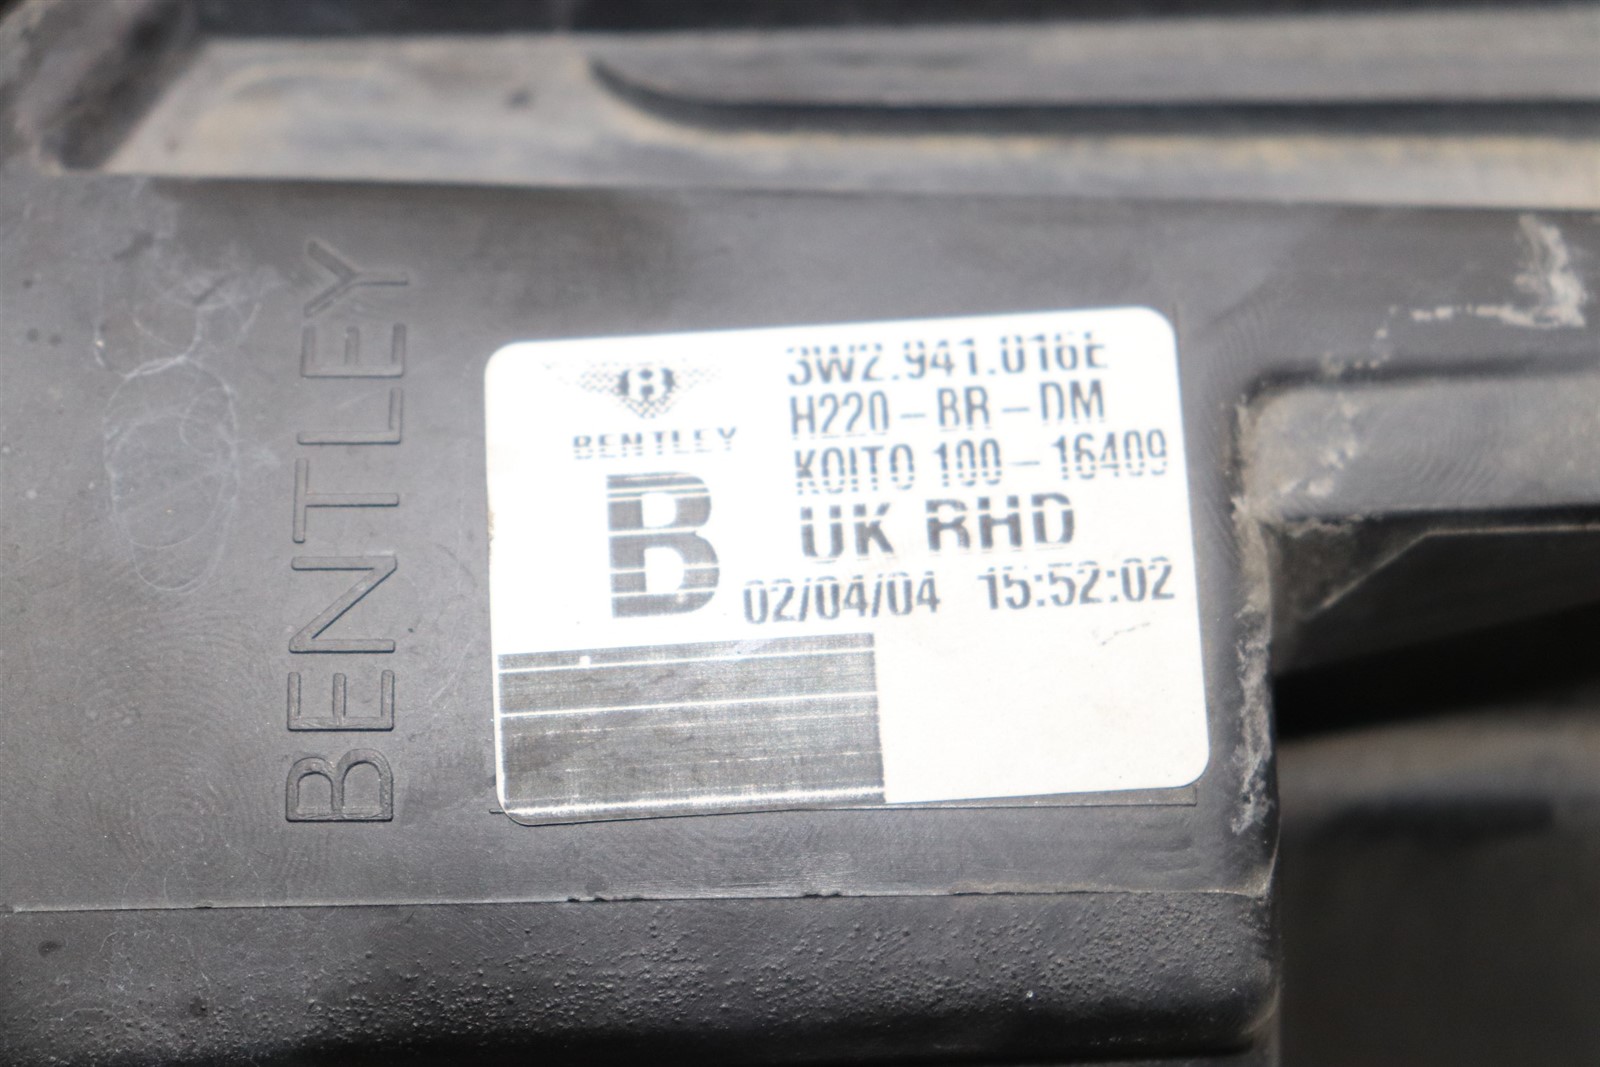 BENTLEY
BENTLEY
B
3W2.941.016E
H220-BR-DM
KOITO 100-16409
UK RHD
02/04/04 15:52:02